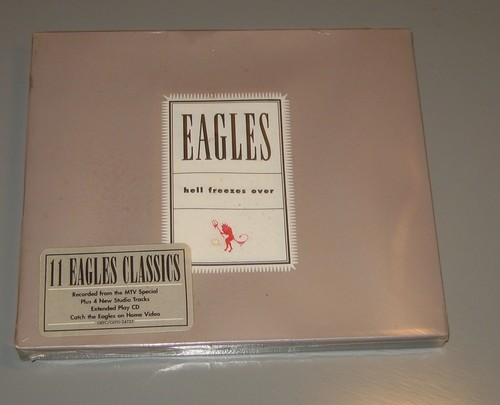 EAGLES
hell freezes over
11 EAGLES CLASSICS
Recorded from the MTV Special
Plus 4 New Studio Tracks
Extended Play CD
Catch the Eagles on Home Video